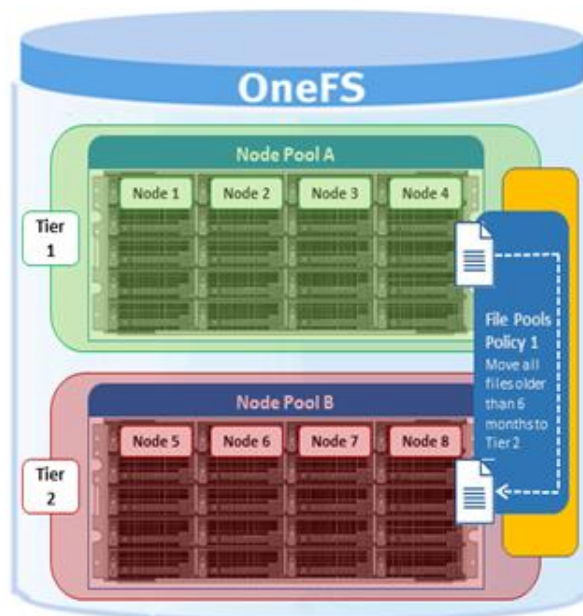 OneFS
Node Pool A
Node 1
Node 2
Node 3
Node 4
Tier
1
File Pools
Policy 1
Move all
files older
than 6
months to
Tier 2
Node Pool B
Node 5
Node 6
Node 7
Node 8
Tier
2